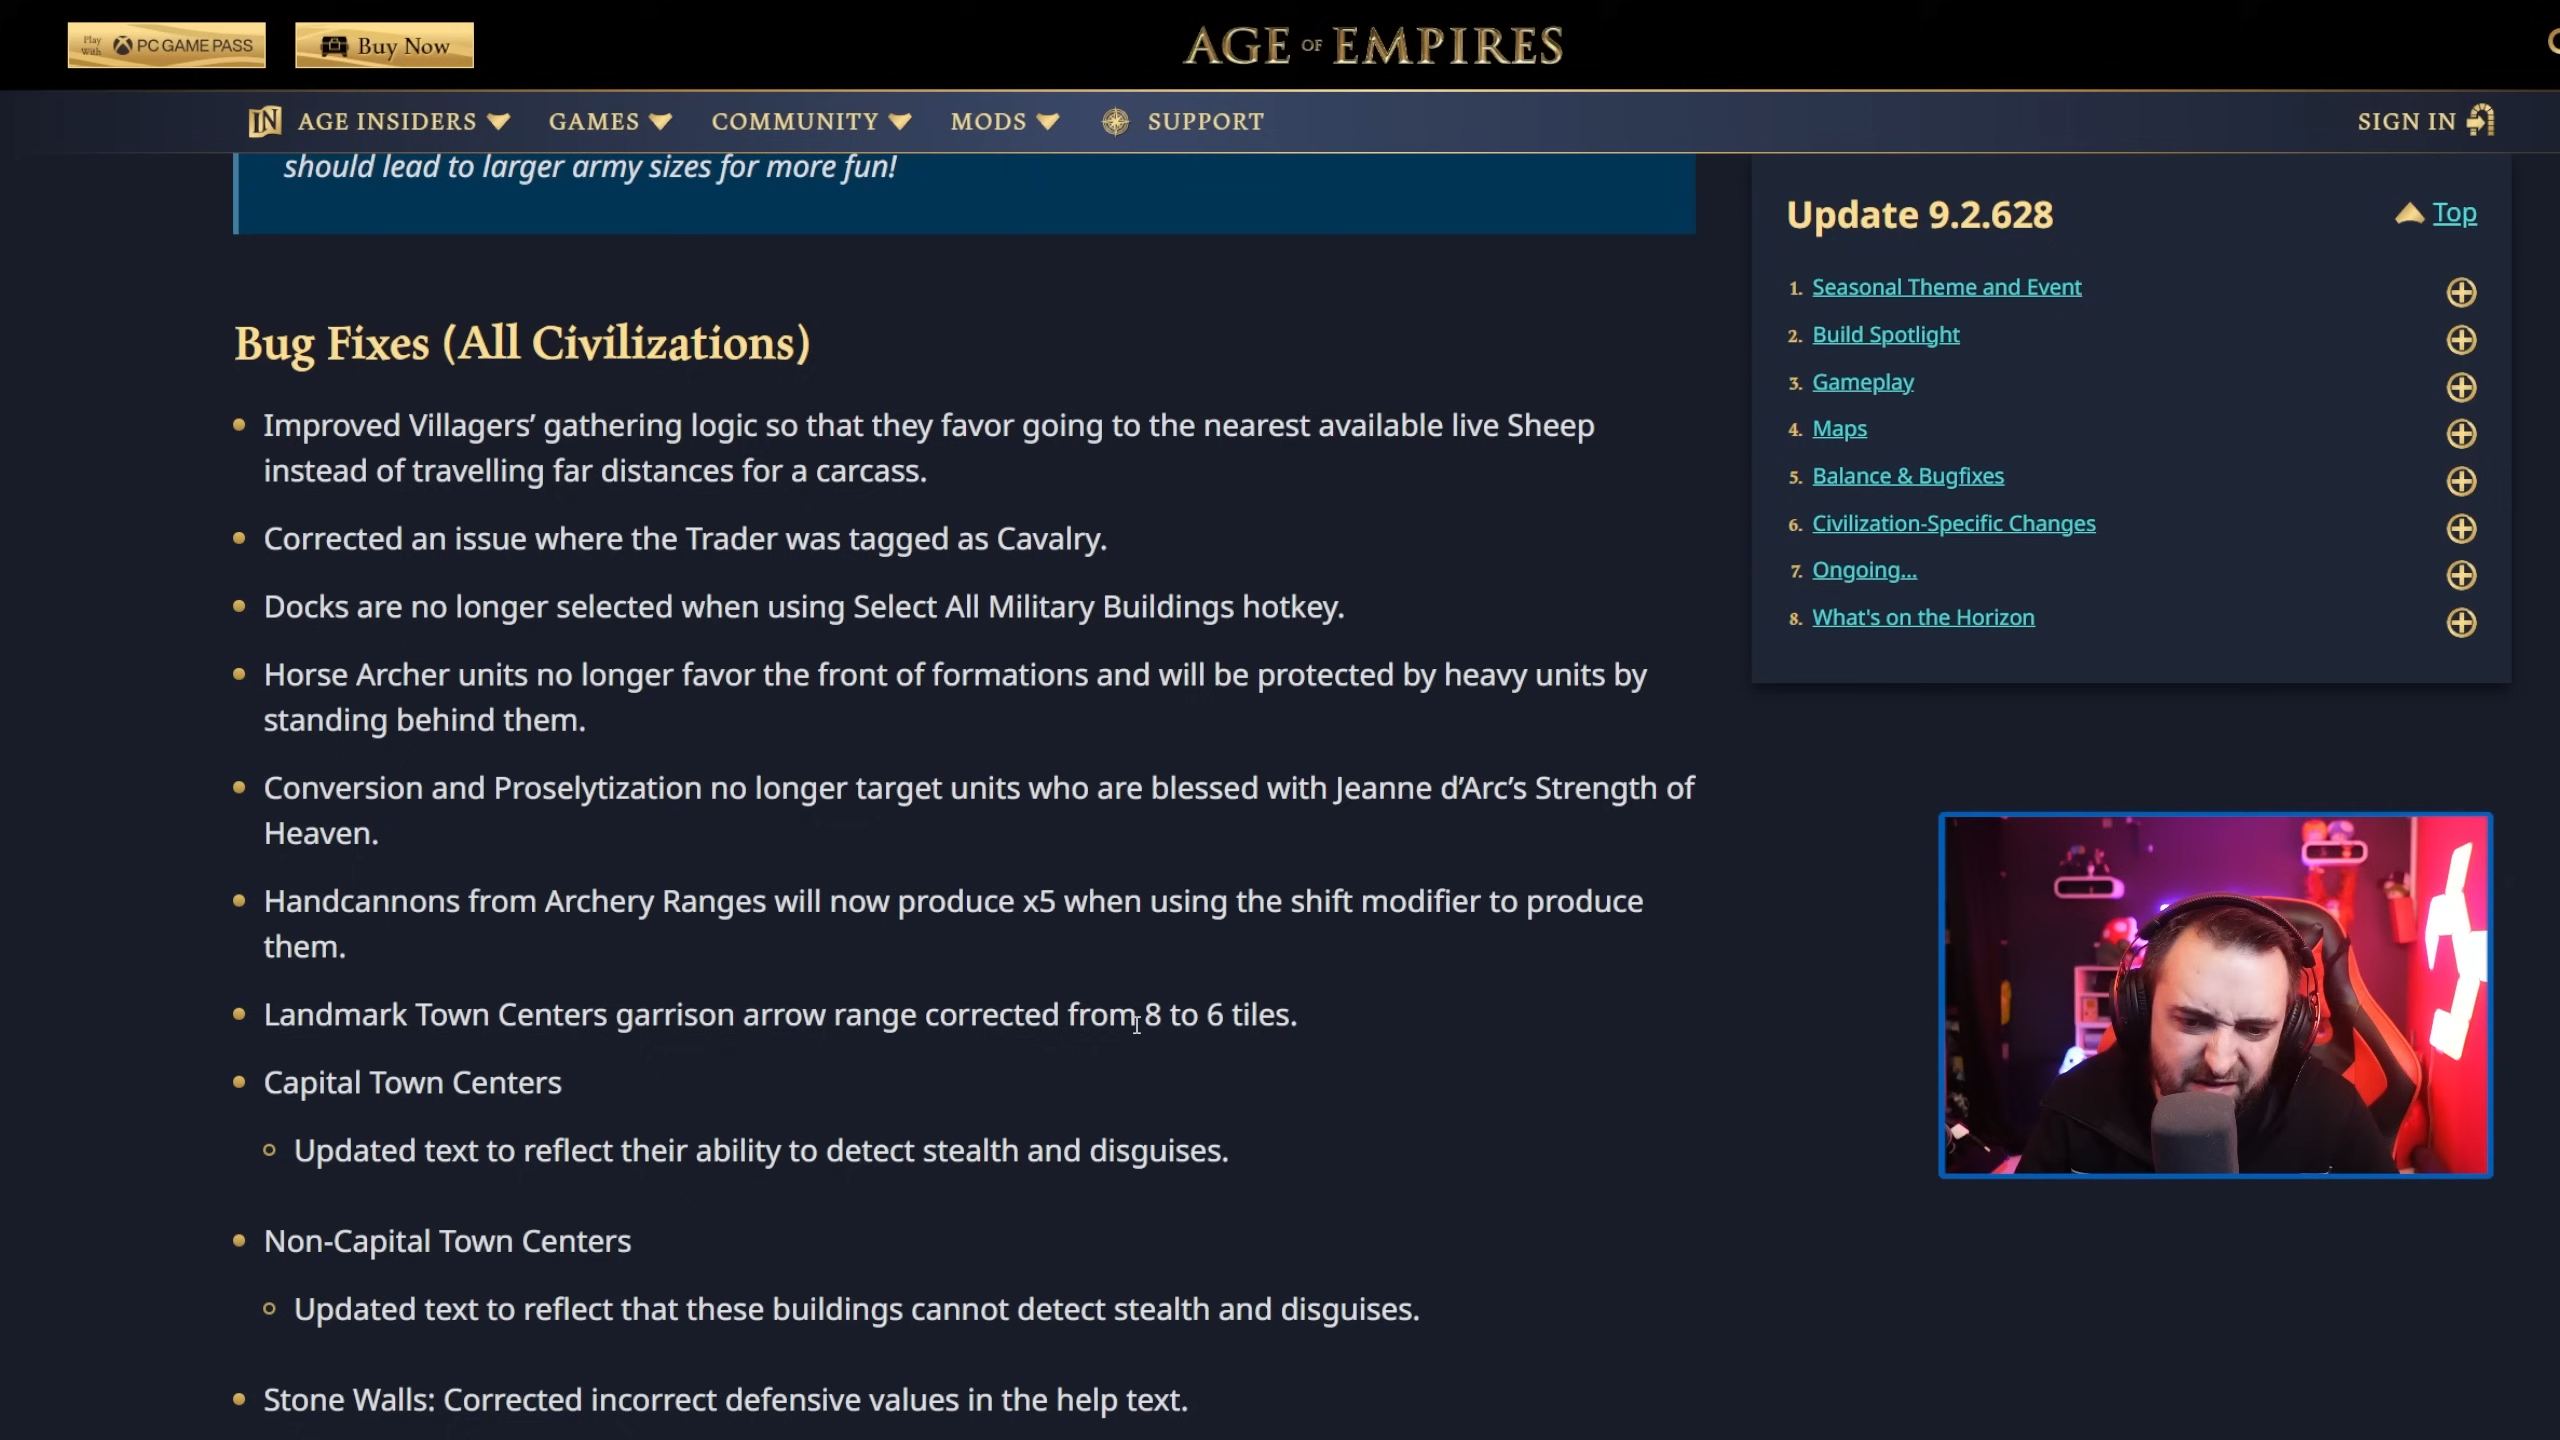 Play With PC GAME PASS
Buy Now
AGE OF EMPIRES
IN AGE INSIDERS
GAMES
COMMUNITY
MODS
SUPPORT
SIGN IN
should lead to larger army sizes for more fun!
Bug Fixes (All Civilizations)
Improved Villagers’ gathering logic so that they favor going to the nearest available live Sheep
instead of travelling far distances for a carcass.
Corrected an issue where the Trader was tagged as Cavalry.
Docks are no longer selected when using Select All Military Buildings hotkey.
Horse Archer units no longer favor the front of formations and will be protected by heavy units by
standing behind them.
Conversion and Proselytization no longer target units who are blessed with Jeanne d’Arc’s Strength of
Heaven.
Handcannons from Archery Ranges will now produce x5 when using the shift modifier to produce
them.
Landmark Town Centers garrison arrow range corrected from 8 to 6 tiles.
Capital Town Centers
Updated text to reflect their ability to detect stealth and disguises.
Non-Capital Town Centers
Updated text to reflect that these buildings cannot detect stealth and disguises.
Stone Walls: Corrected incorrect defensive values in the help text.
Update 9.2.628
Top
1. Seasonal Theme and Event
2. Build Spotlight
3. Gameplay
4. Maps
5. Balance & Bugfixes
6. Civilization-Specific Changes
7. Ongoing...
8. What's on the Horizon